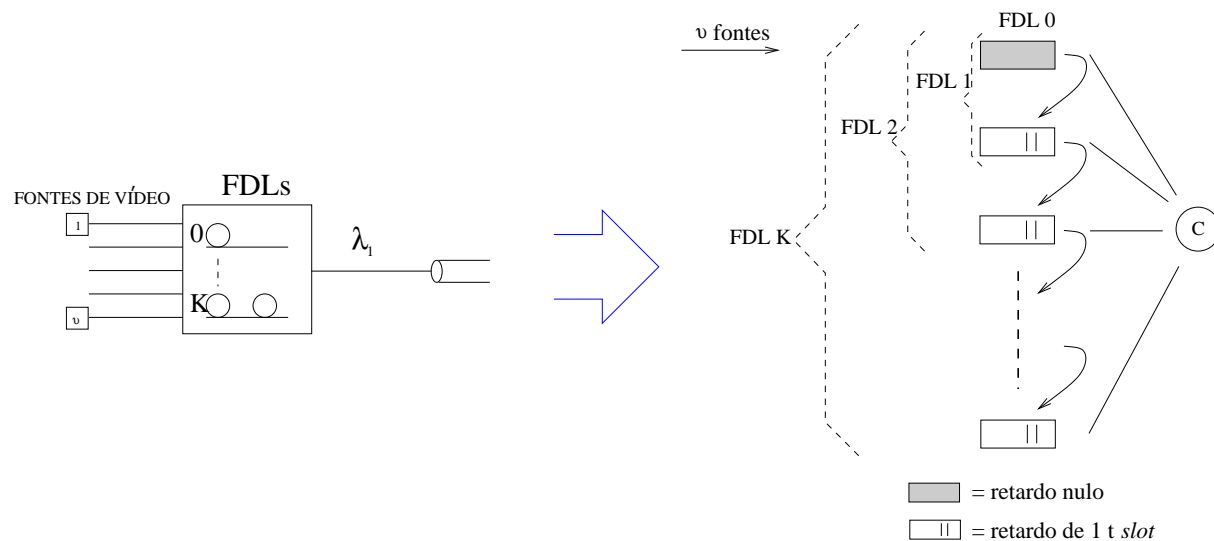 FONTES DE VÍDEO
1
υ
FDLs
0
K
λ1
υ fontes
FDL 0
FDL 1
FDL 2
FDL K
C
= retardo nulo
= retardo de 1 t slot